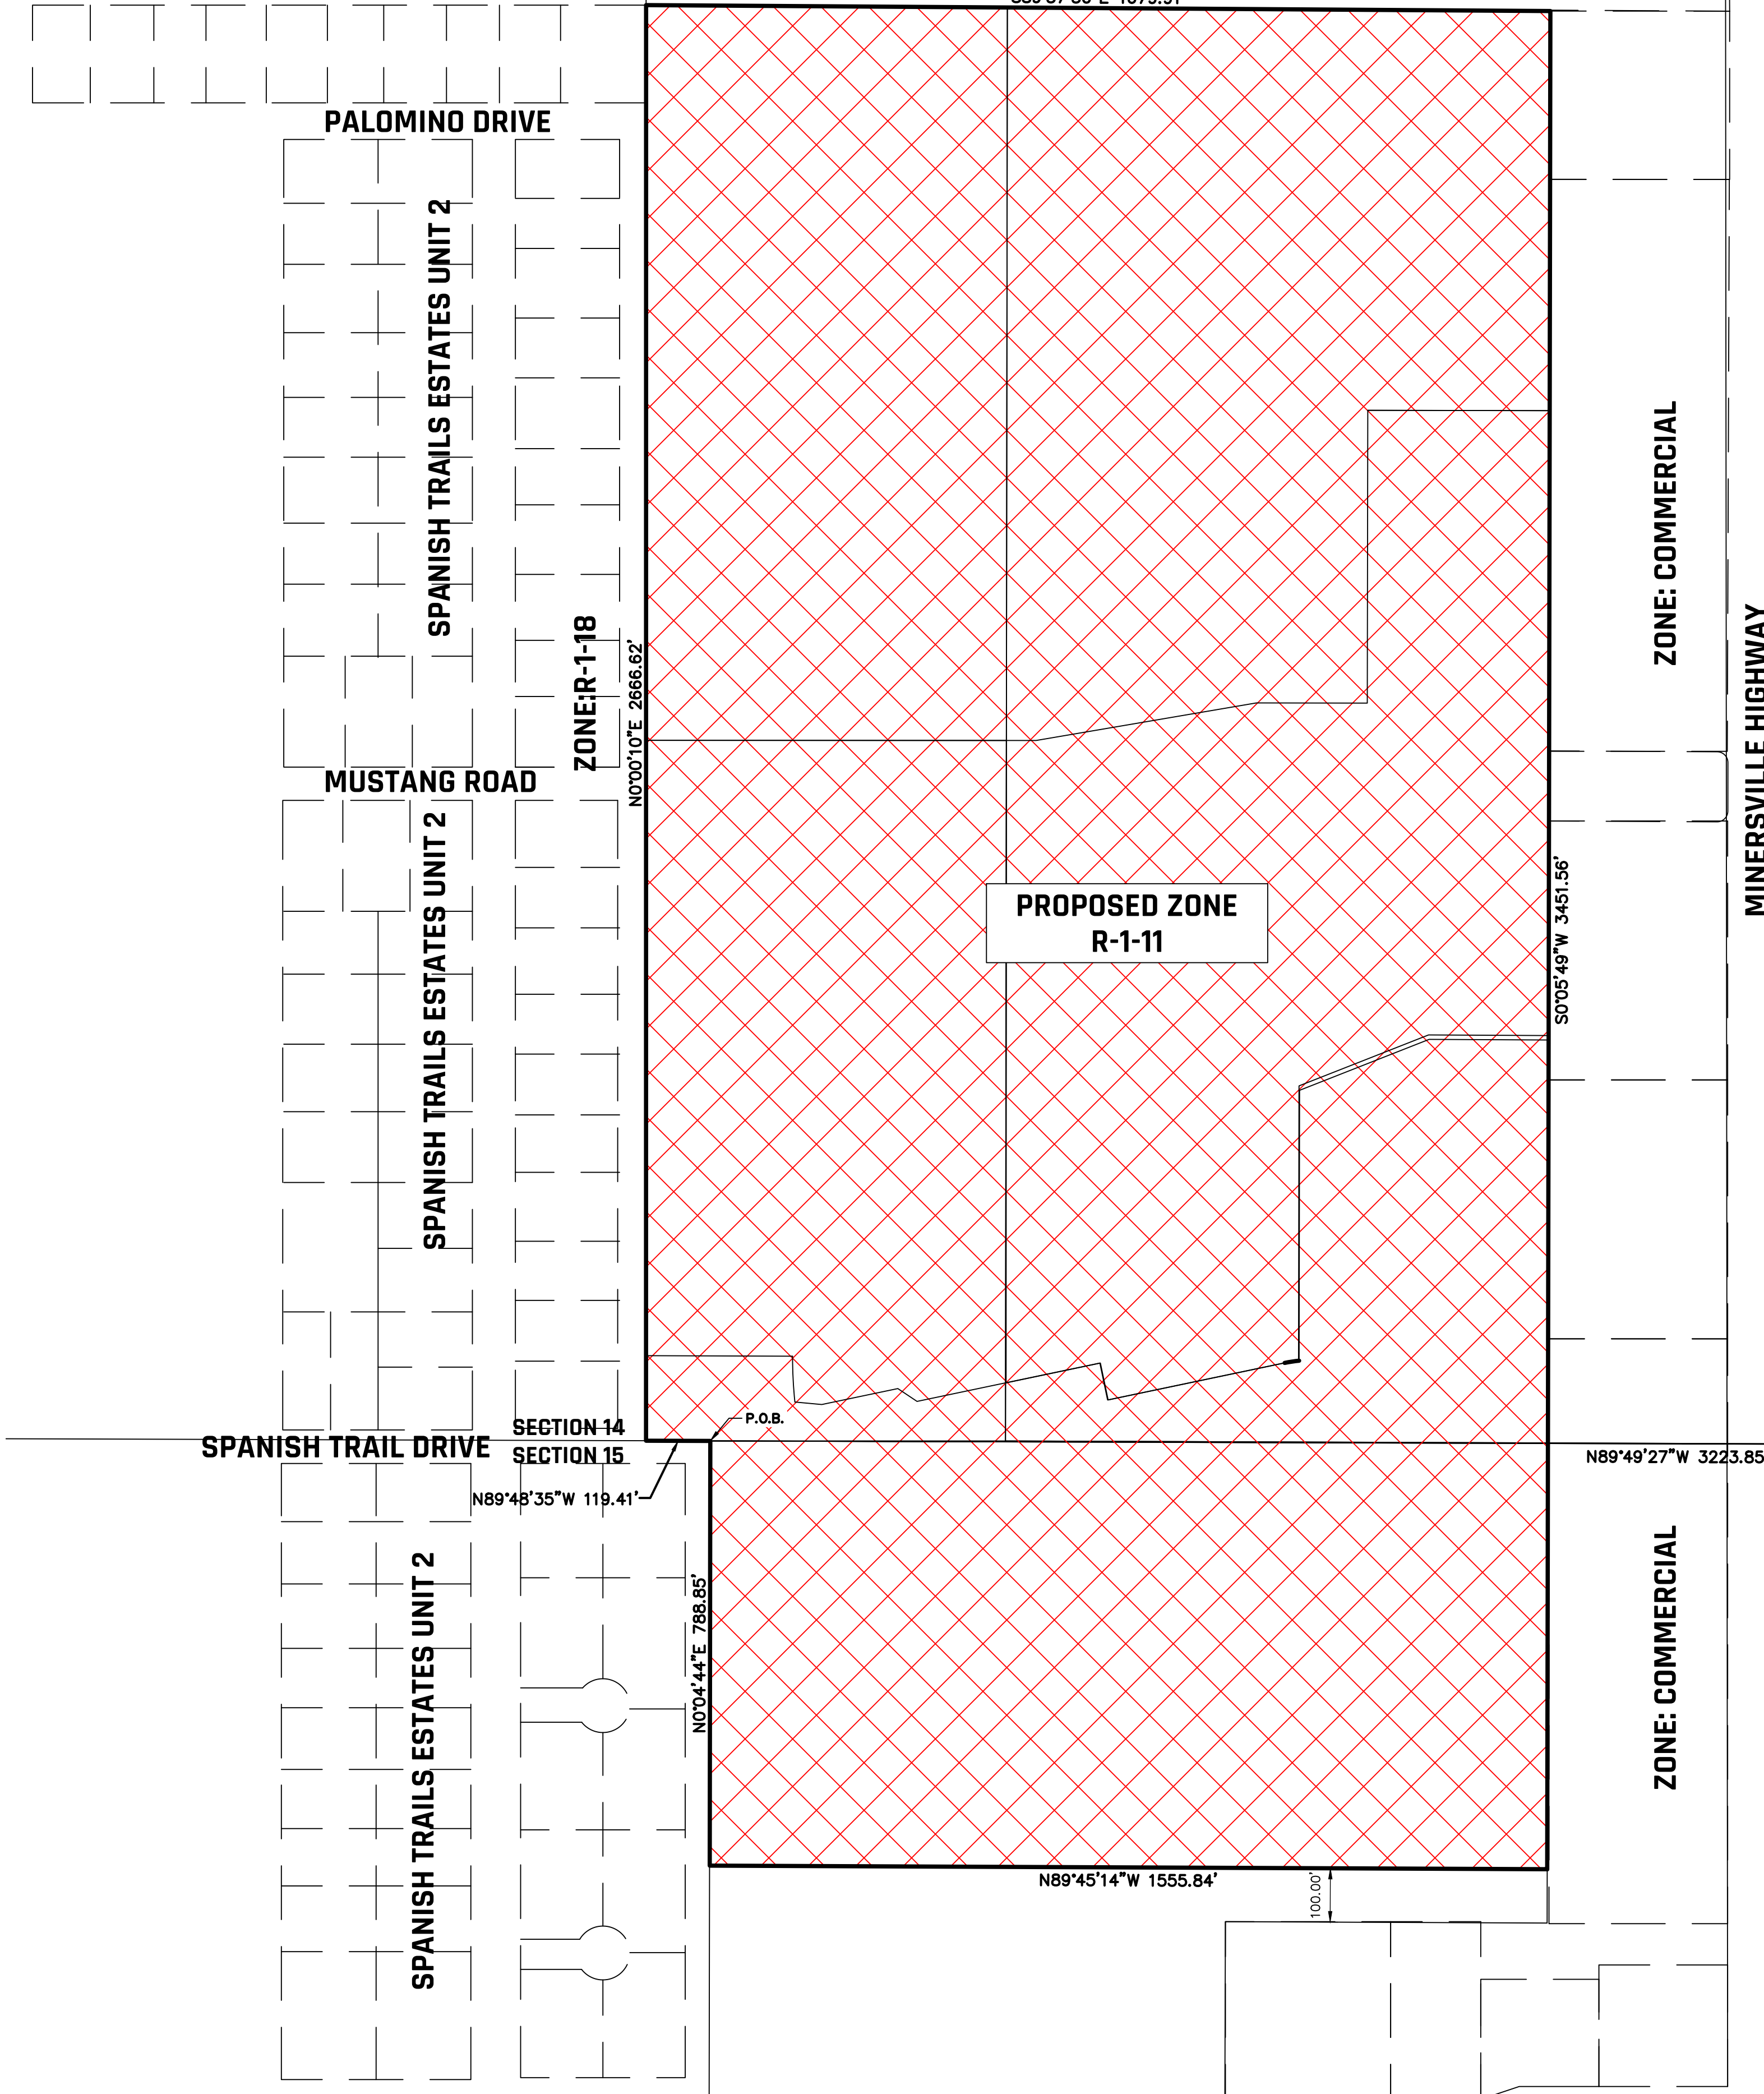 PALOMINO DRIVE
SPANISH TRAILS ESTATES UNIT 2
ZONE: COMMERCIAL
MINERSVILLE HIGHWAY
ZONE:R-1-18
N0°00'10"E 2666.62'
MUSTANG ROAD
SPANISH TRAILS ESTATES UNIT 2
PROPOSED ZONE
R-1-11
S0°05'49"W 3451.56'
P.O.B.
SECTION 14
SPANISH TRAIL DRIVE
SECTION 15
N89°49'27"W 3223.85
N89°48'35"W 119.41'
SPANISH TRAILS ESTATES UNIT 2
N0°04'44"E 788.85'
ZONE: COMMERCIAL
N89°45'14"W 1555.84'
100.00'